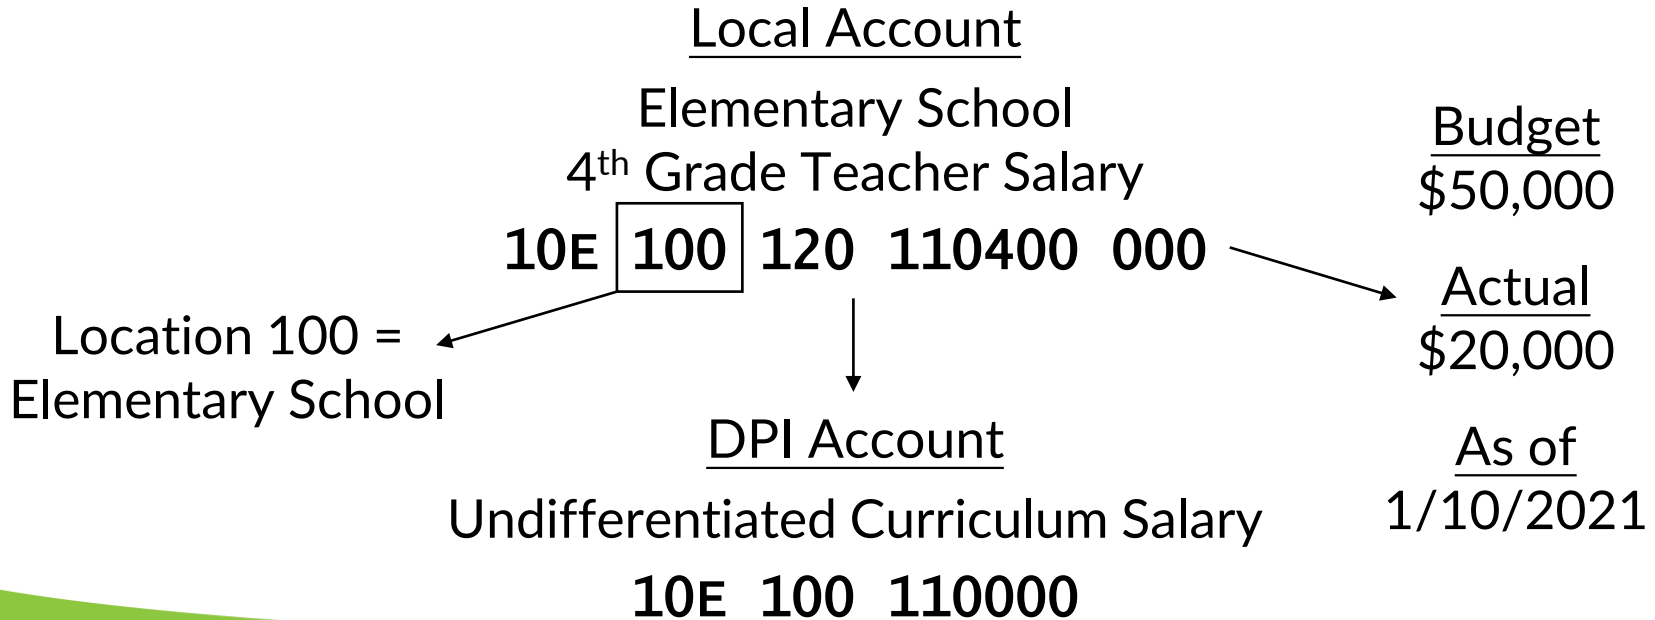 Local Account
Elementary School
4th Grade Teacher Salary
10E 100 120 110400 000
Location 100 =
Elementary School
Budget
$50,000
Actual
$20,000
As of
1/10/2021
DPI Account
Undifferentiated Curriculum Salary
10E 100 110000